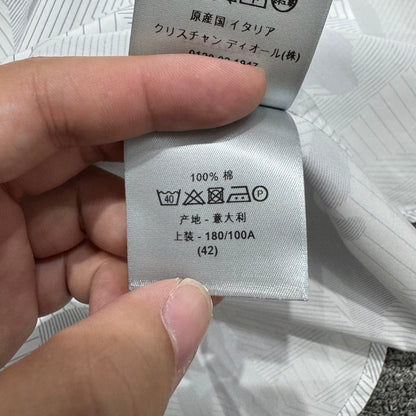 原産国 イタリア
クリスチャン ディオール(株)
100% 棉
40 P
产地 - 意大利
上装 - 180/100A
(42)